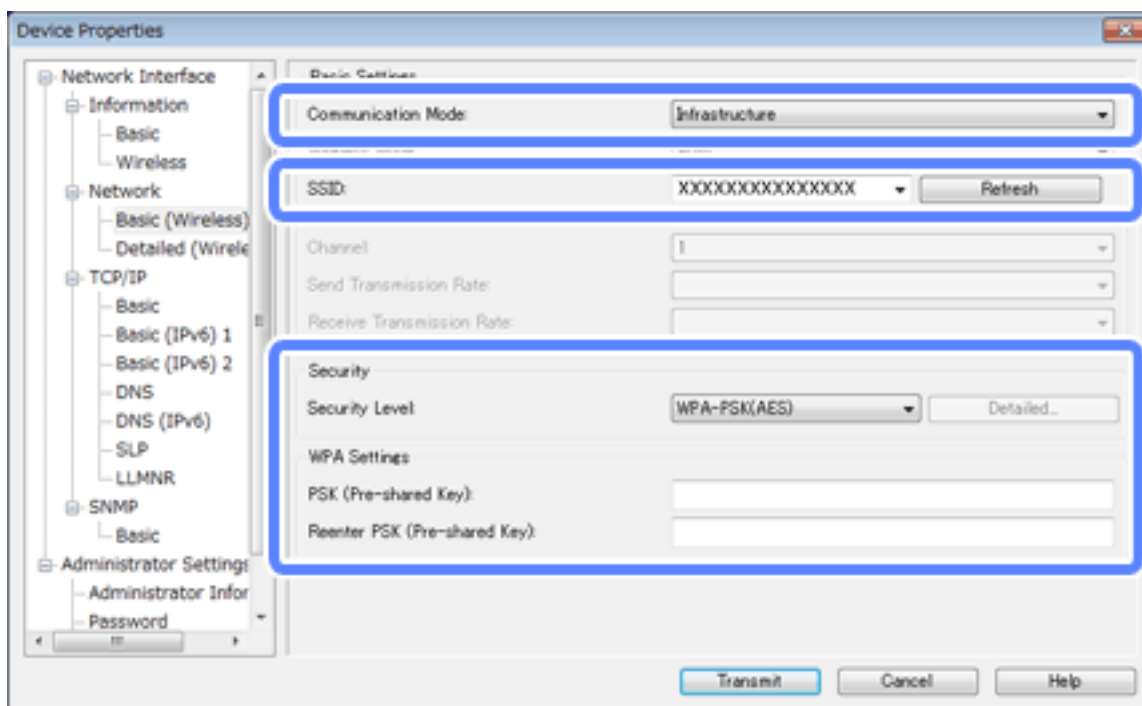 Device Properties
Network Interface
Information
Basic
Wireless
Network
Basic (Wireless)
Detailed (Wirele
TCP/IP
Basic
Basic (IPv6) 1
Basic (IPv6) 2
DNS
DNS (IPv6)
SLP
LLMNR
SNMP
Basic
Administrator Settings
Administrator Infor
Password
Basic Settings
Communication Mode: Infrastructure
SSID: XXXXXXXXXXXXXXX Refresh
Channel: 1
Send Transmission Rate:
Receive Transmission Rate:
Security
Security Level: WPA-PSK(AES) Detailed...
WPA Settings
PSK (Pre-shared Key):
Reenter PSK (Pre-shared Key):
Transmit Cancel Help